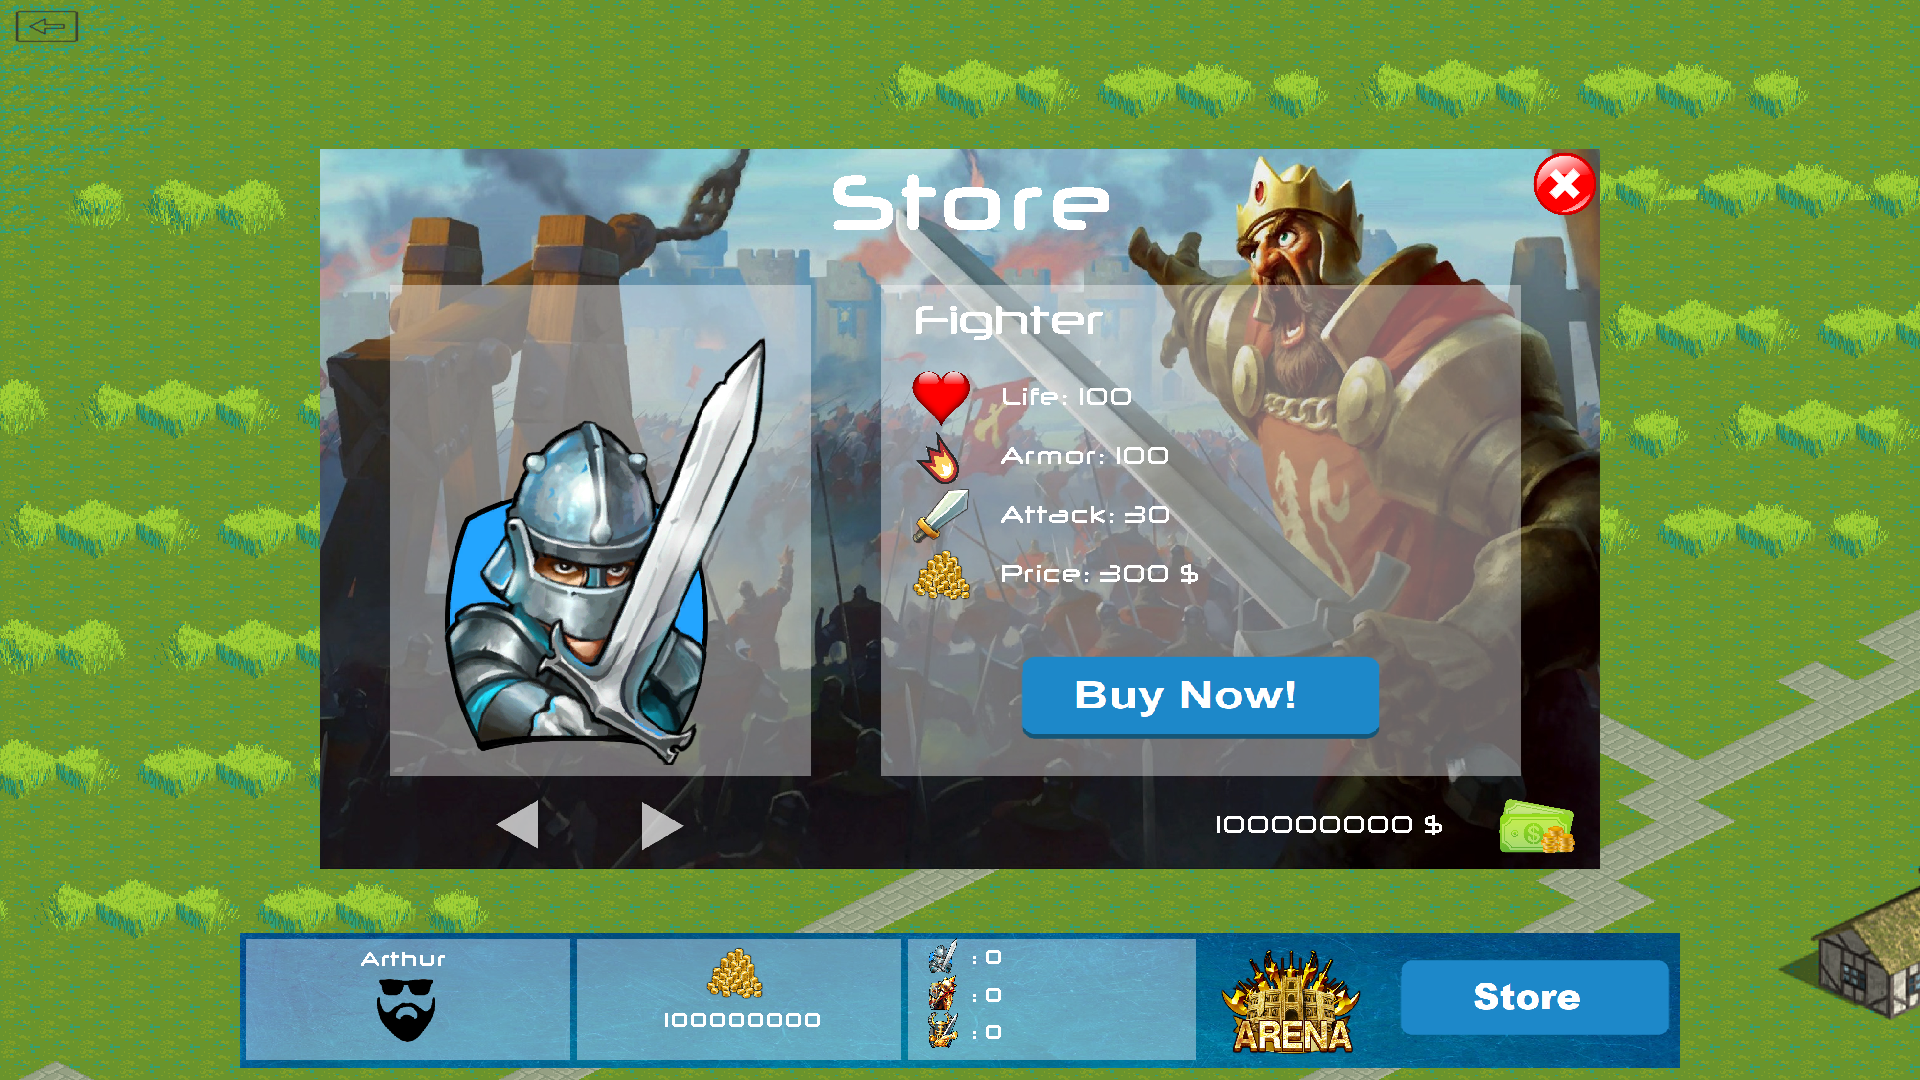 Store
Fighter
Life: 100
Armor: 100
Attack: 30
Price: 300 $
Buy Now!
100000000 $
Arthur
100000000
: 0
: 0
: 0
ARENA
Store